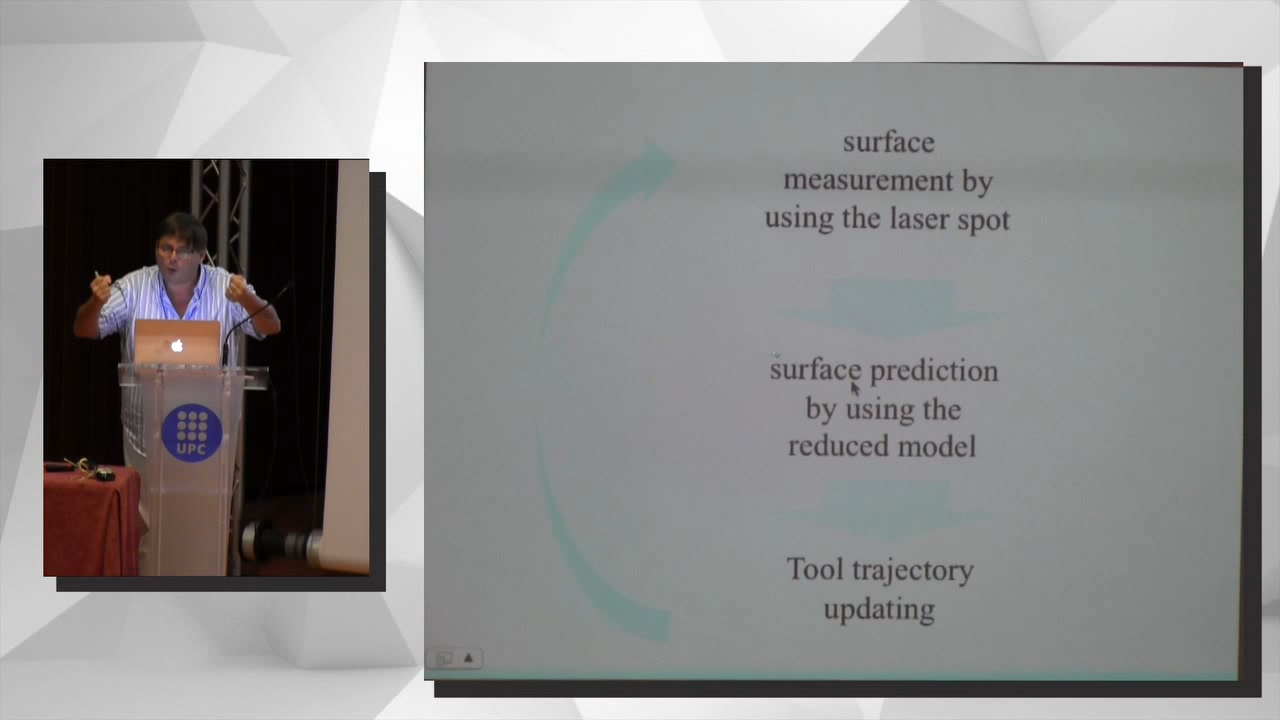 UPC
surface
measurement by
using the laser spot
surface prediction
by using the
reduced model
Tool trajectory
updating